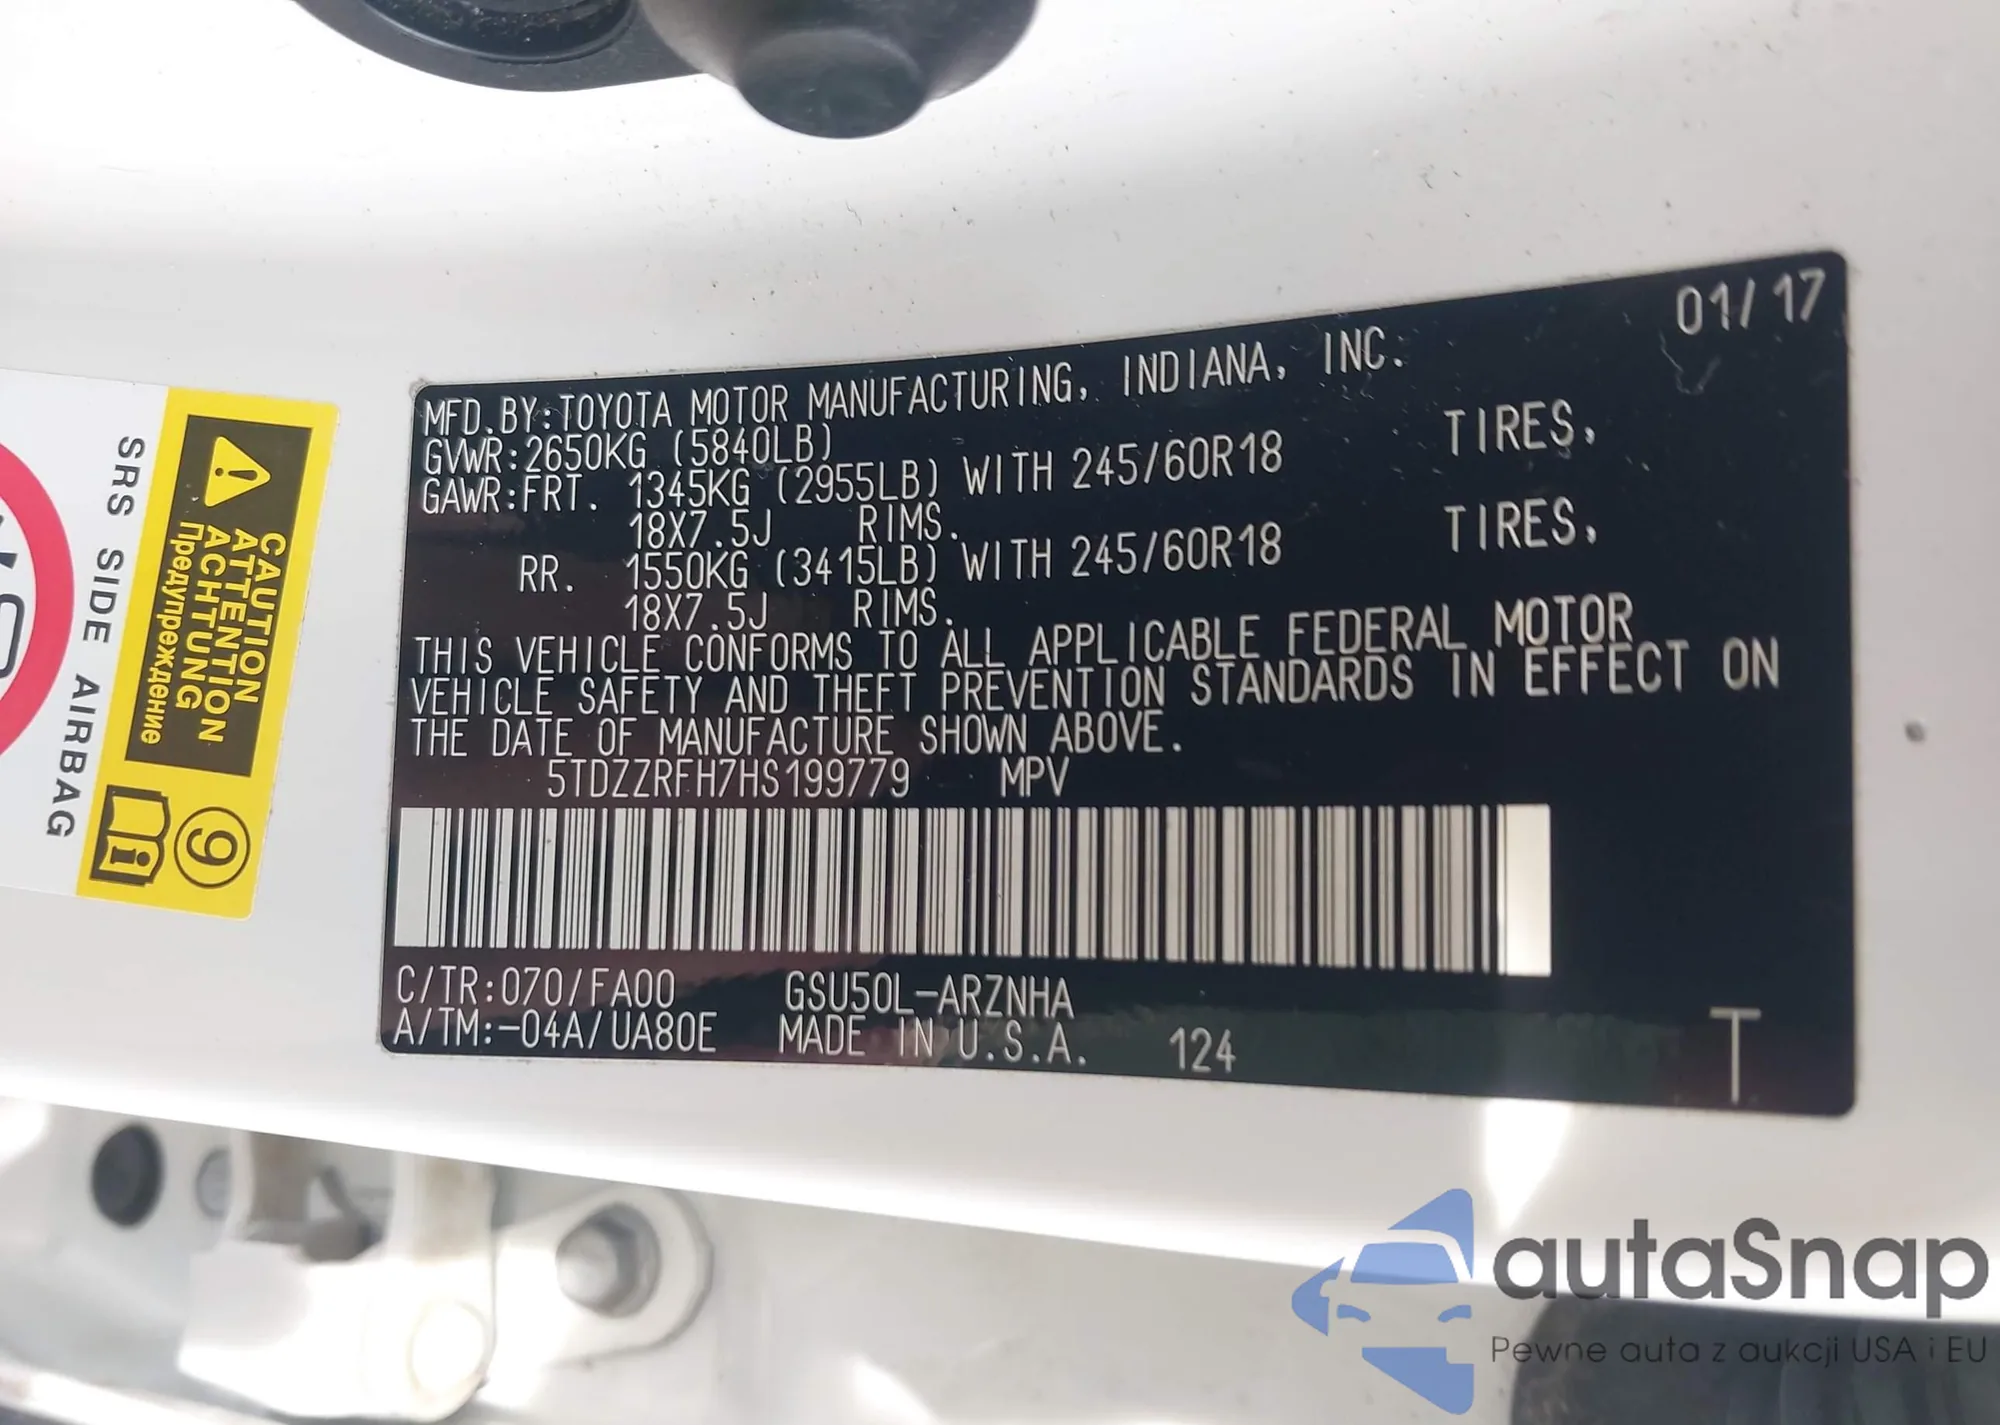 01/17
MFD.BY:TOYOTA MOTOR MANUFACTURING, INDIANA, INC.
GVWR:2650KG (5840LB)
GAWR:FRT. 1345KG (2955LB) WITH 245/60R18 TIRES,
18X7.5J RIMS.
RR. 1550KG (3415LB) WITH 245/60R18 TIRES,
18X7.5J RIMS.
THIS VEHICLE CONFORMS TO ALL APPLICABLE FEDERAL MOTOR
VEHICLE SAFETY AND THEFT PREVENTION STANDARDS IN EFFECT ON
THE DATE OF MANUFACTURE SHOWN ABOVE.
5TDZZRFH7HS199779 MPV
C/TR:070/FA00 GSU50L-ARZNHA
A/TM:-04A/UA80E MADE IN U.S.A. 124
T
CAUTION
ATTENTION
ACHTUNG
Предупреждение
SRS SIDE AIRBAG
9
autaSnap
Pewne auta z aukcji USA i EU